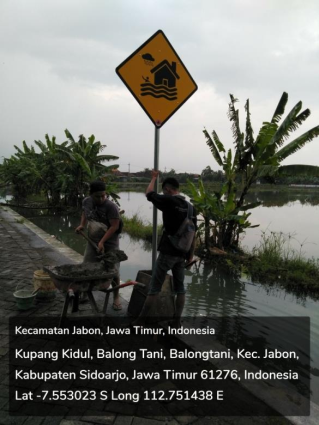 Kecamatan Jabon, Jawa Timur, Indonesia
Kupang Kidul, Balong Tani, Balongtani, Kec. Jabon,
Kabupaten Sidoarjo, Jawa Timur 61276, Indonesia
Lat -7.553023 S Long 112.751438 E